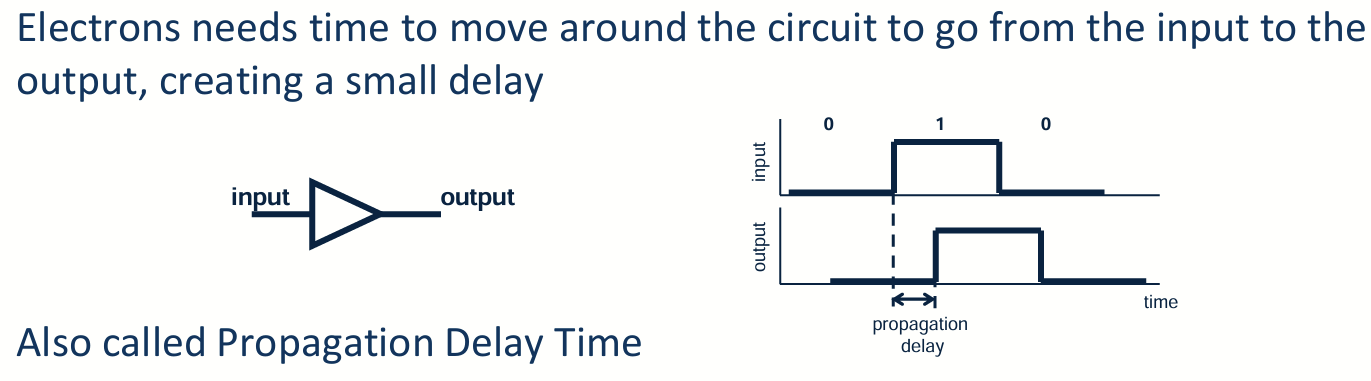 Electrons needs time to move around the circuit to go from the input to the
output, creating a small delay
input
output
0 1 0
input
output
time
propagation
delay
Also called Propagation Delay Time